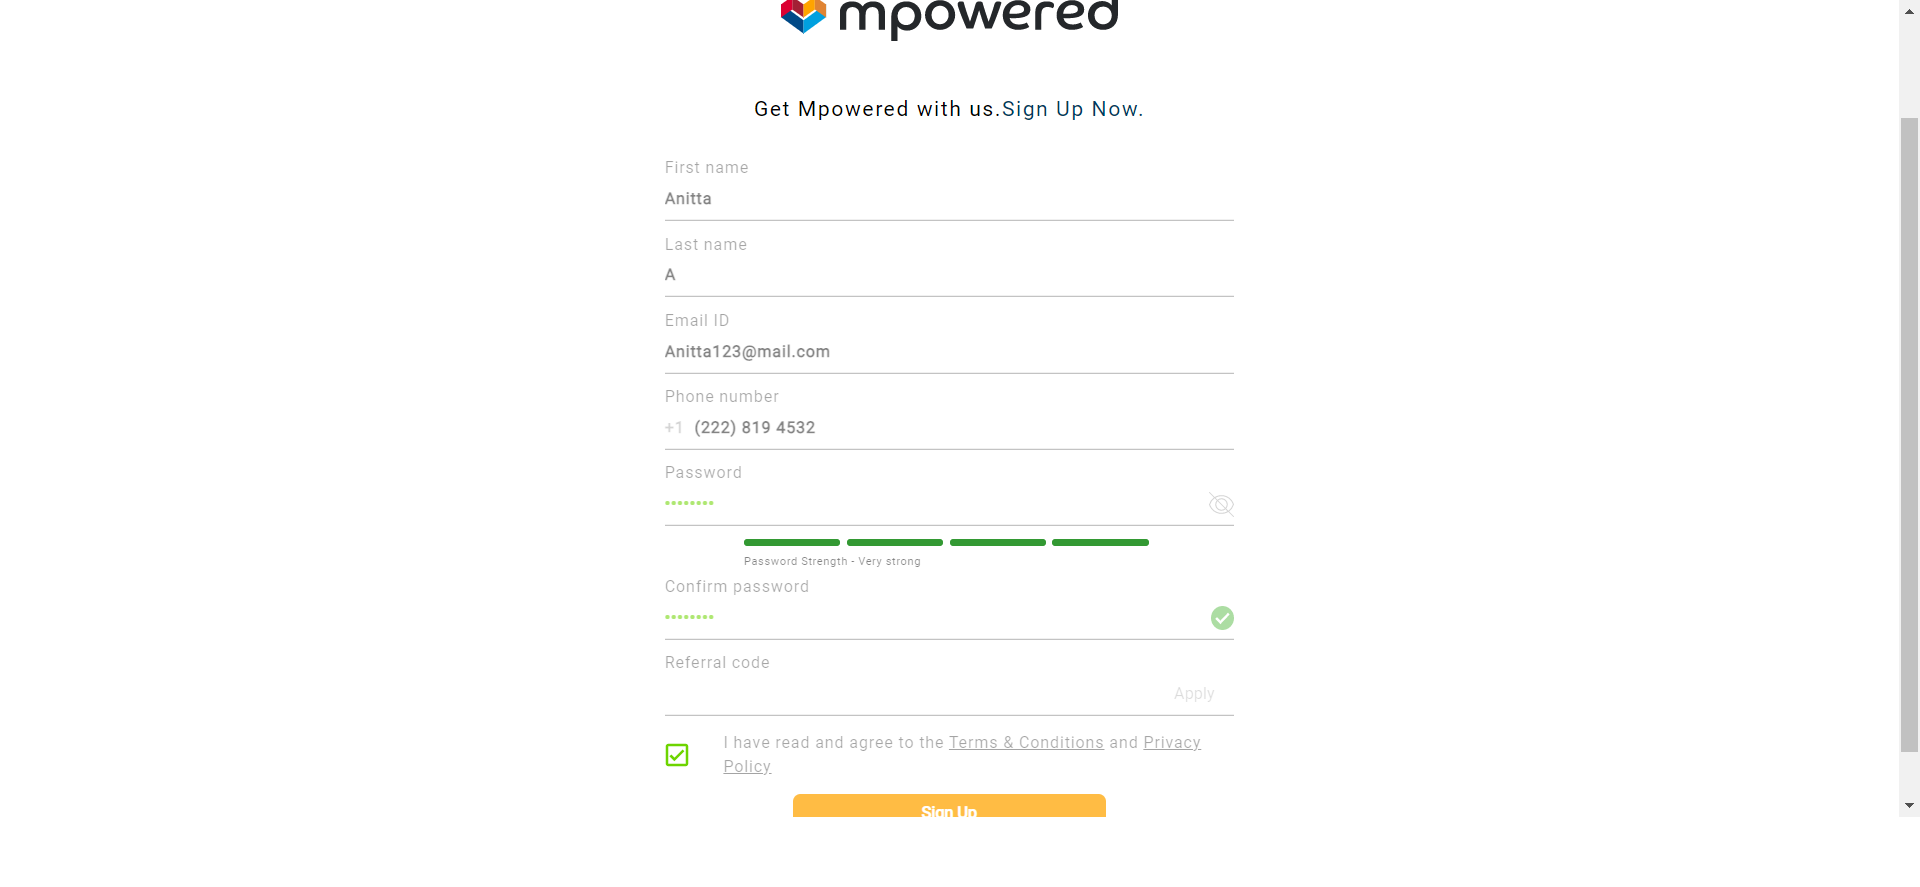 mpowered
Get Mpowered with us.Sign Up Now.
First name
Anitta
Last name
A
Email ID
Anitta123@mail.com
Phone number
+1 (222) 819 4532
Password
••••••••
Password Strength - Very strong
Confirm password
••••••••
Referral code
Apply
I have read and agree to the Terms & Conditions and Privacy
Policy
Sign Up